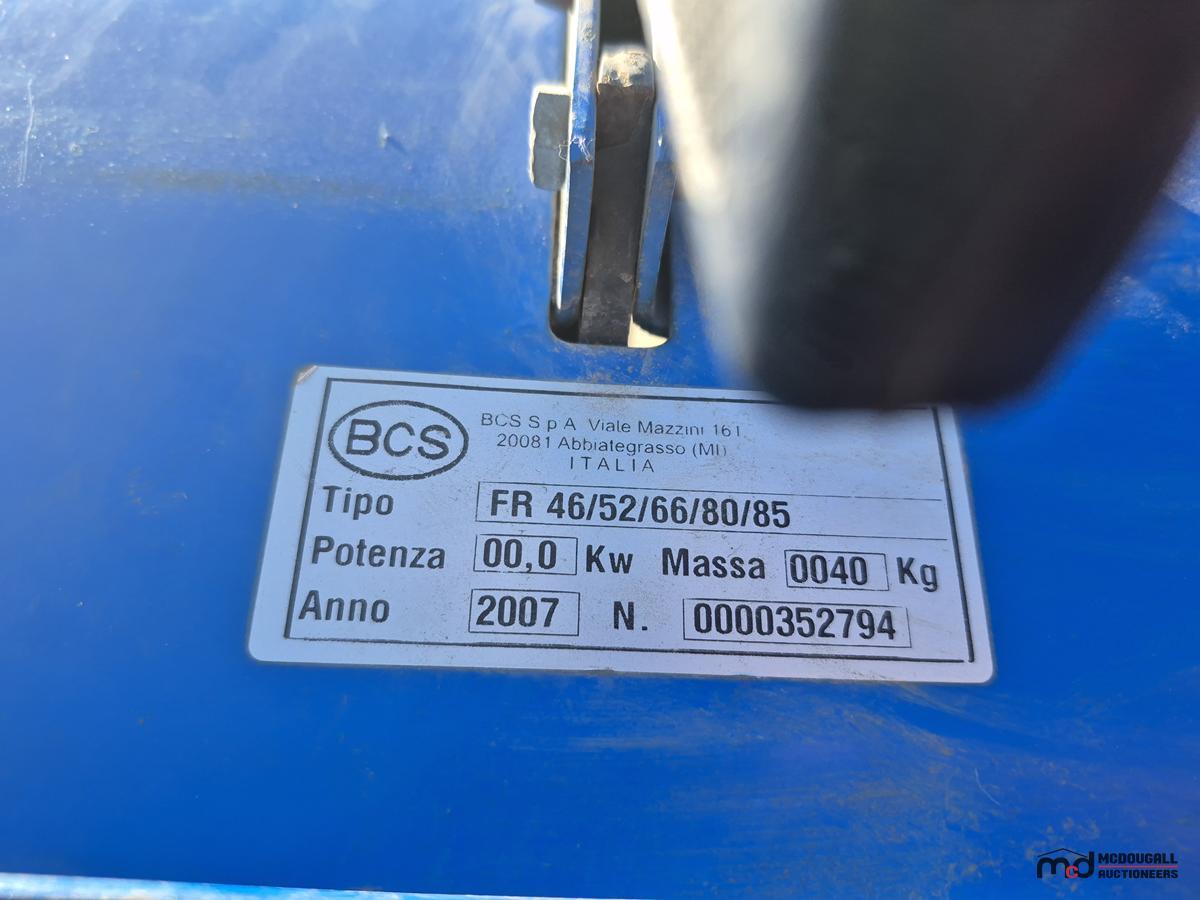 BCS
BCS S p A Viale Mazzini 161
20081 Abbiategrasso (MI)
ITALIA
Tipo FR 46/52/66/80/85
Potenza 00,0 Kw Massa 0040 Kg
Anno 2007 N. 0000352794
mcd MCDOUGALL
AUCTIONEERS